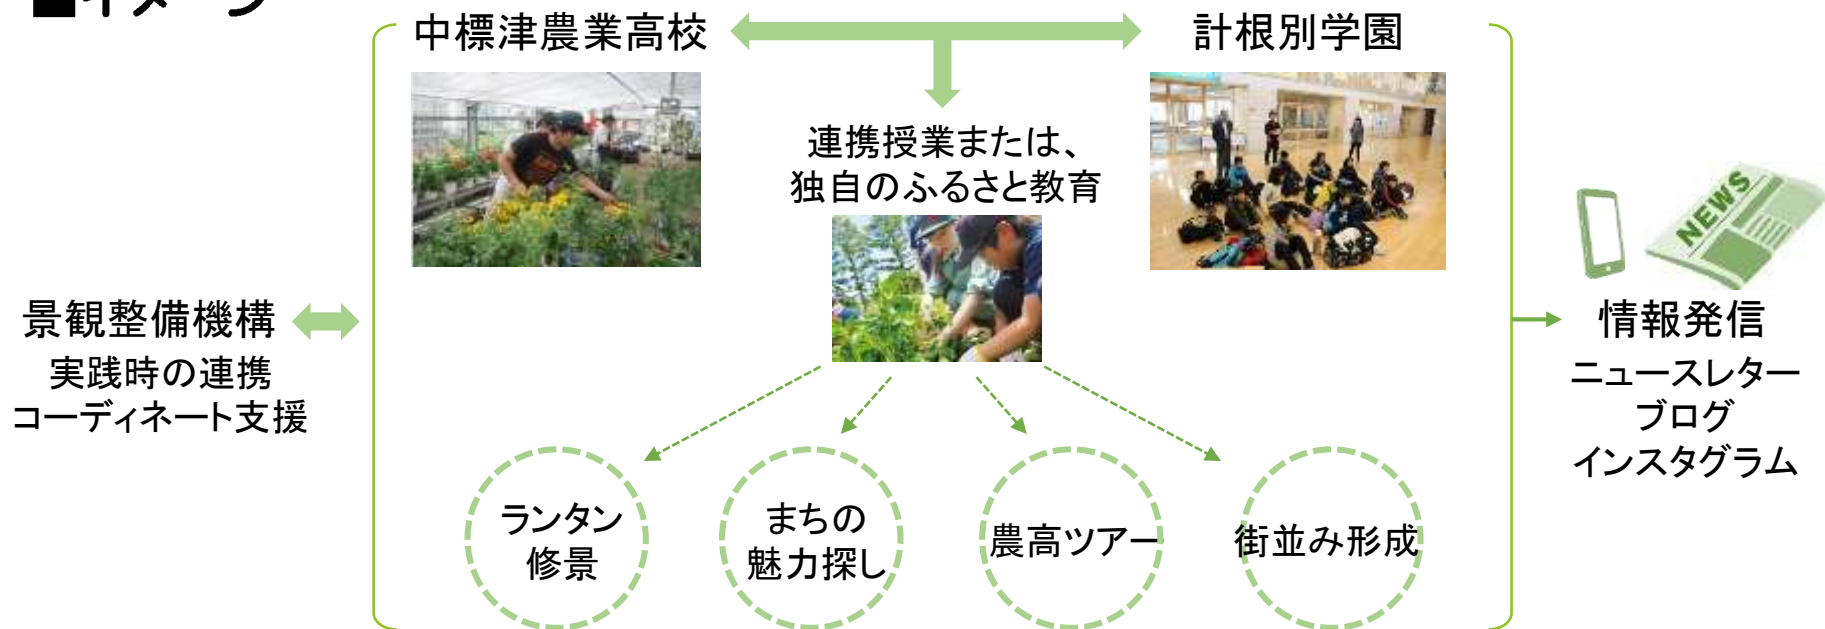 ■イメージ
中標津農業高校
計根別学園
連携授業または、
独自のふるさと教育
NEWS
景観整備機構
実践時の連携
コーディネート支援
情報発信
ニュースレター
ブログ
インスタグラム
ランタン
修景
まちの
魅力探し
農高ツアー
街並み形成